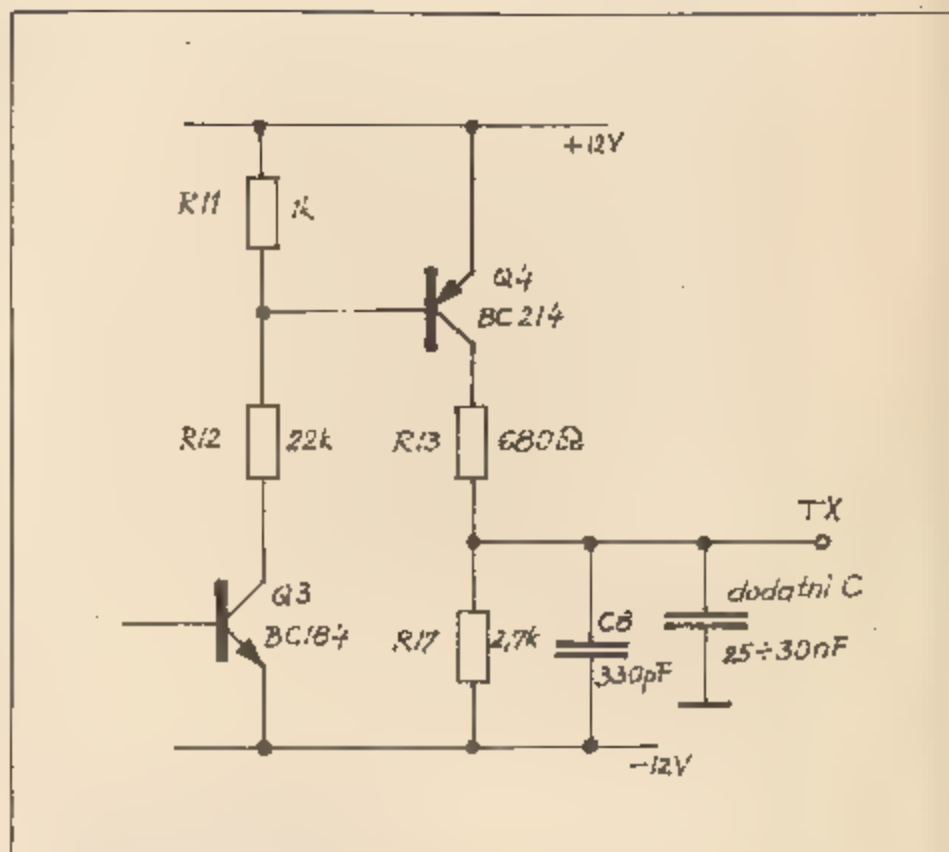 +12V
R11 1k
Q4
BC214
R12 22k
R13 680Ω
TX
dodatni C
25÷30nF
Q3
BC184
R17 2,7k
C8
330pF
-12V